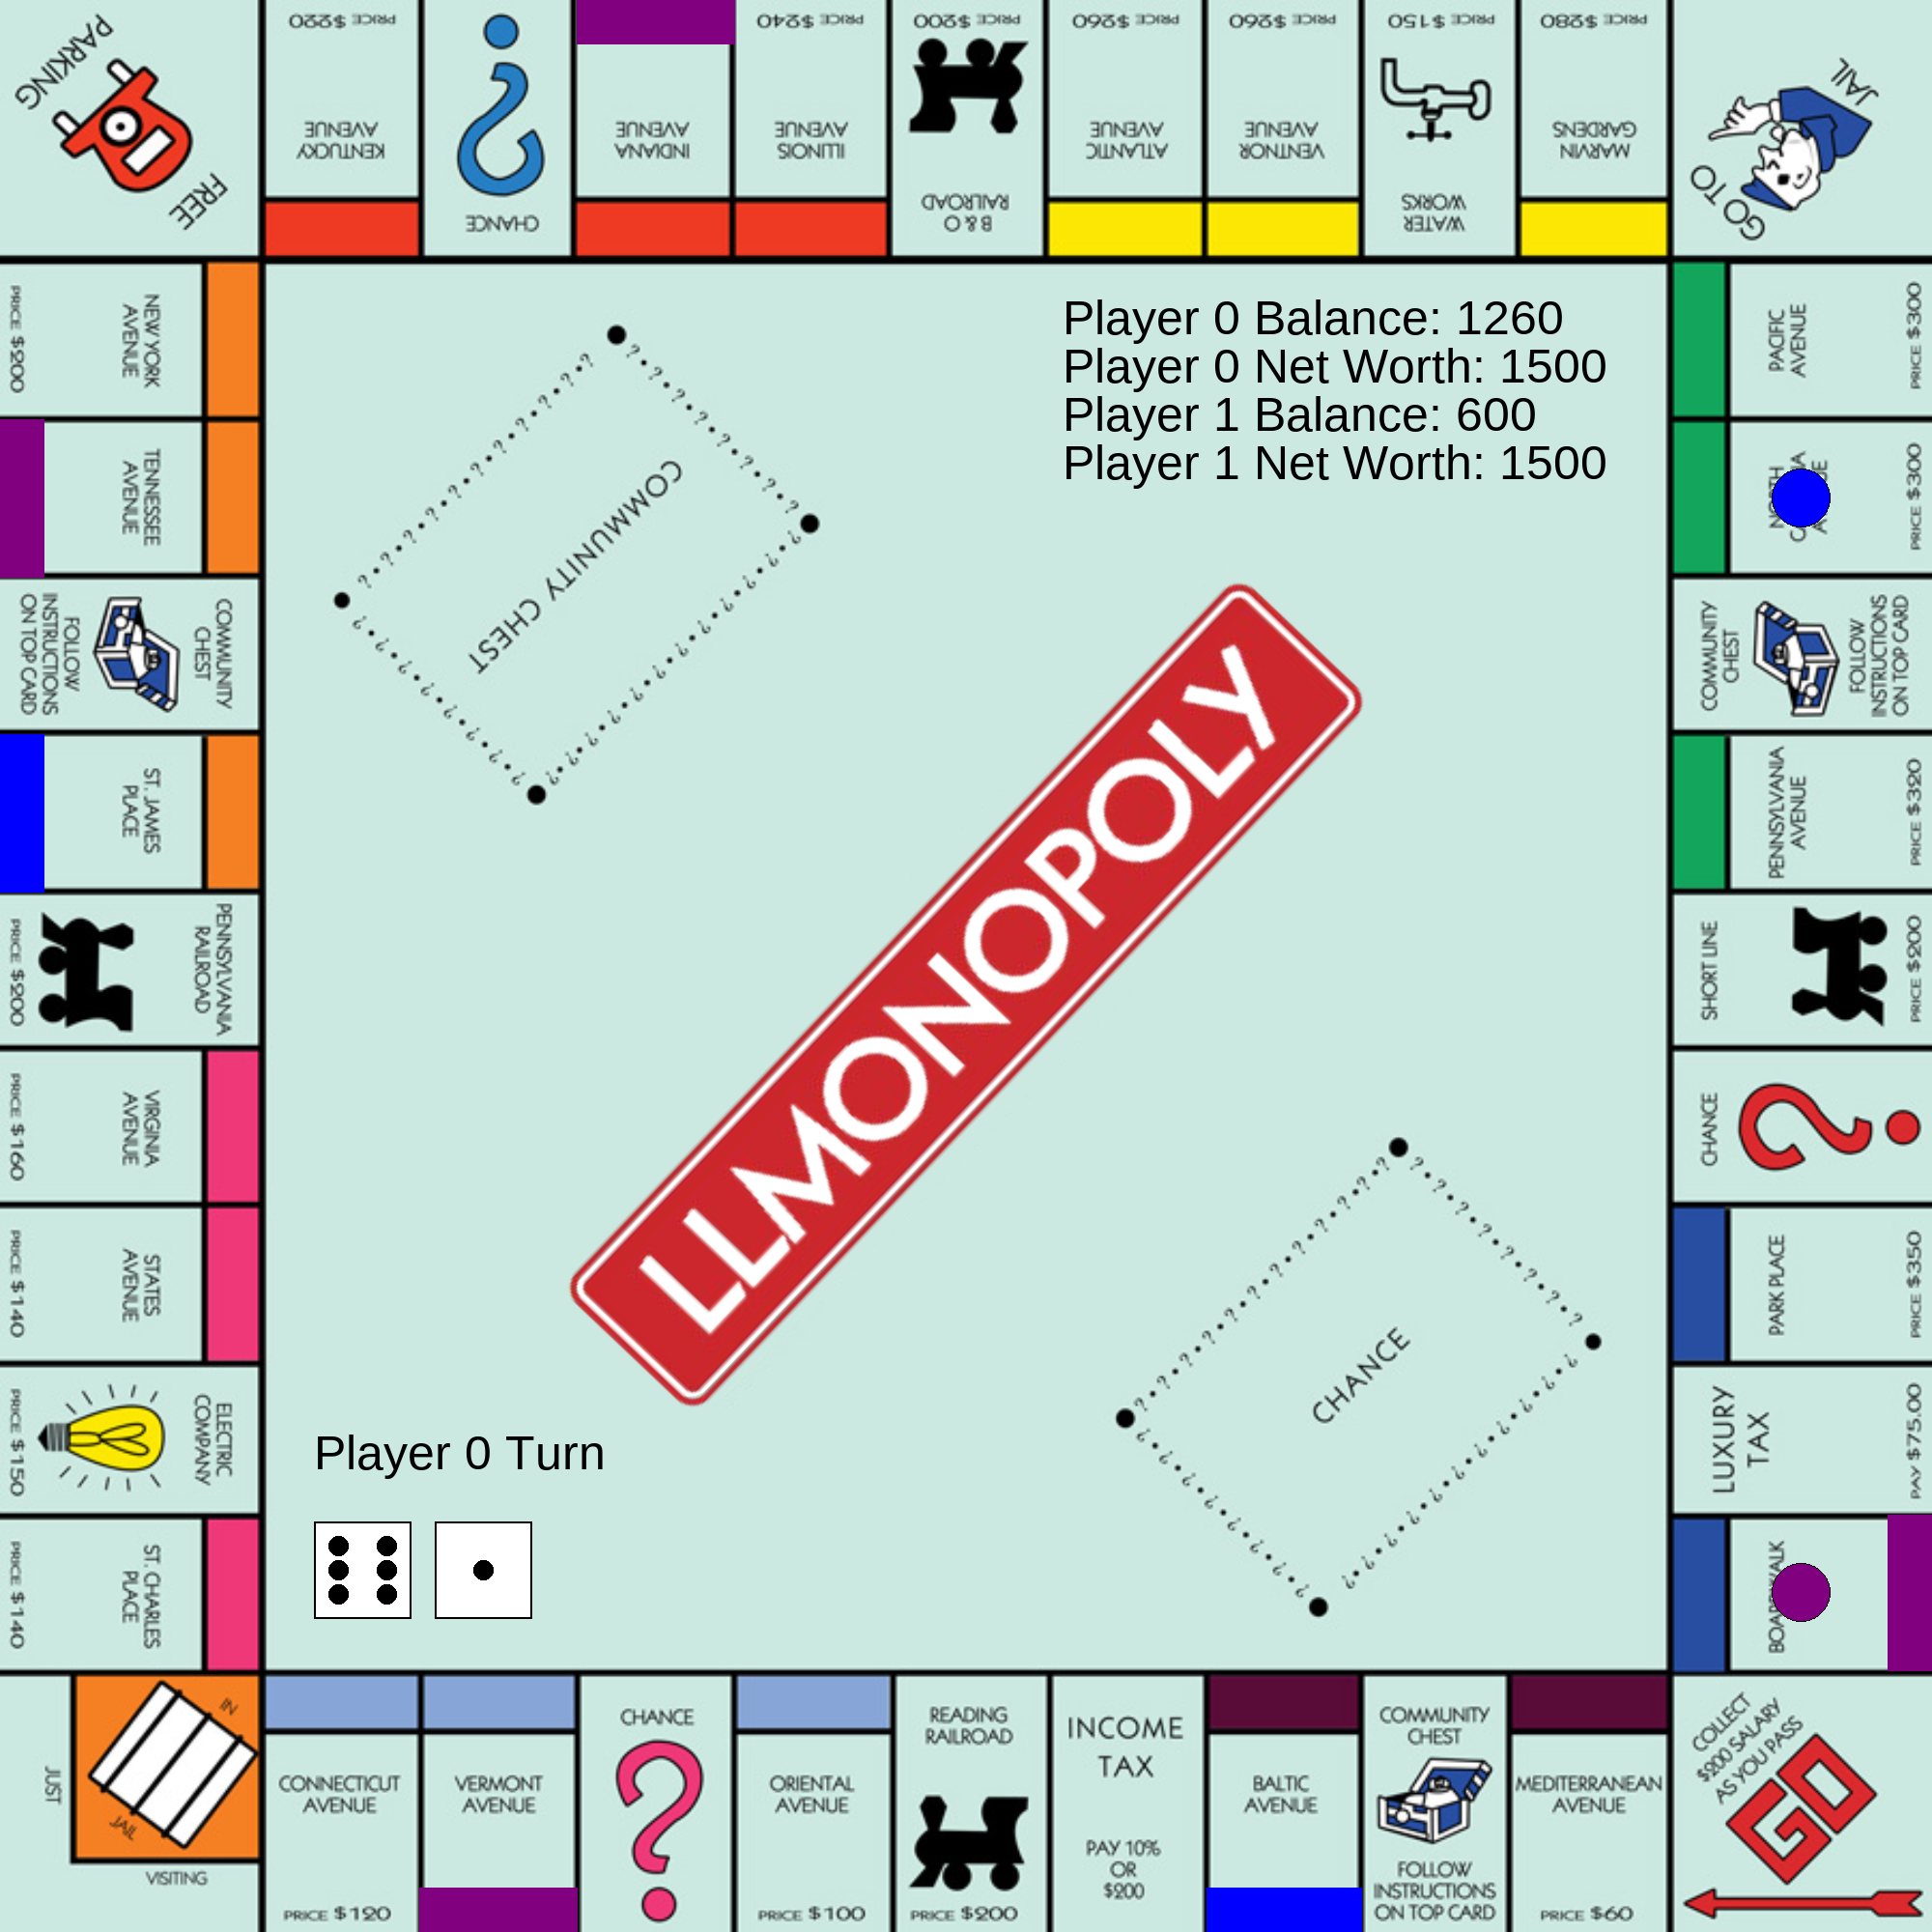 FREE
PARKING
PRICE $220
KENTUCKY
AVENUE
CHANCE
INDIANA
AVENUE
PRICE $240
ILLINOIS
AVENUE
PRICE $200
B & O
RAILROAD
PRICE $260
ATLANTIC
AVENUE
PRICE $260
VENTNOR
AVENUE
PRICE $150
WATER
WORKS
PRICE $280
MARVIN
GARDENS
GO TO
JAIL
NEW YORK
AVENUE
PRICE $200
TENNESSEE
AVENUE
COMMUNITY
CHEST
FOLLOW
INSTRUCTIONS
ON TOP CARD
ST. JAMES
PLACE
PENNSYLVANIA
RAILROAD
PRICE $200
VIRGINIA
AVENUE
PRICE $160
STATES
AVENUE
PRICE $140
ELECTRIC
COMPANY
PRICE $150
ST. CHARLES
PLACE
PRICE $140
Player 0 Balance: 1260
Player 0 Net Worth: 1500
Player 1 Balance: 600
Player 1 Net Worth: 1500
COMMUNITY CHEST
LLMONOPOLY
CHANCE
Player 0 Turn
PACIFIC
AVENUE
PRICE $300
NORTH
PRICE $300
COMMUNITY
CHEST
FOLLOW
INSTRUCTIONS
ON TOP CARD
PENNSYLVANIA
AVENUE
PRICE $320
SHORT LINE
PRICE $200
CHANCE
PARK PLACE
PRICE $350
LUXURY
TAX
PAY $75.00
BOARDWALK
JUST
VISITING
IN
JAIL
CONNECTICUT
AVENUE
PRICE $120
VERMONT
AVENUE
CHANCE
ORIENTAL
AVENUE
PRICE $100
READING
RAILROAD
PRICE $200
INCOME
TAX
PAY 10%
OR
$200
BALTIC
AVENUE
COMMUNITY
CHEST
FOLLOW
INSTRUCTIONS
ON TOP CARD
MEDITERRANEAN
AVENUE
PRICE $60
COLLECT
$200 SALARY
AS YOU PASS
GO